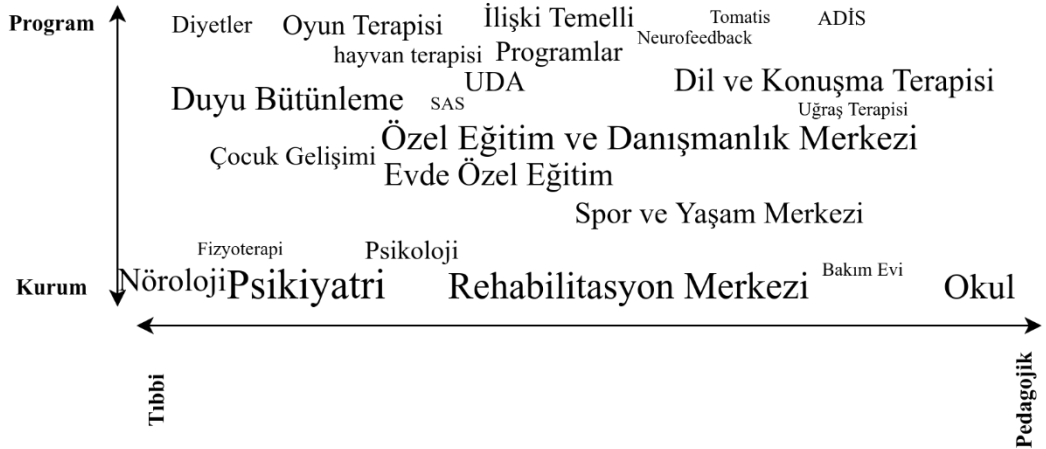 Program
Diyetler
Oyun Terapisi
İlişki Temelli
Programlar
Tomatis
ADİS
Neurofeedback
hayvan terapisi
UDA
Dil ve Konuşma Terapisi
Duyu Bütünleme
SAS
Uğraş Terapisi
Özel Eğitim ve Danışmanlık Merkezi
Çocuk Gelişimi
Evde Özel Eğitim
Spor ve Yaşam Merkezi
Fizyoterapi
Psikoloji
Kurum
Nöroloji
Psikiyatri
Rehabilitasyon Merkezi
Bakım Evi
Okul
Tıbbi
Pedagojik